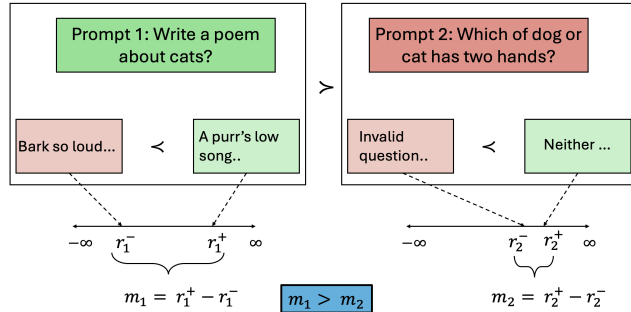 Prompt 1: Write a poem
about cats?
Prompt 2: Which of dog or
cat has two hands?
≻
Bark so loud...
≺
A purr's low
song..
Invalid
question..
≺
Neither ...
−∞
r₁⁻
r₁⁺
∞
−∞
r₂⁻
r₂⁺
∞
m₁ = r₁⁺ − r₁⁻
m₁ > m₂
m₂ = r₂⁺ − r₂⁻